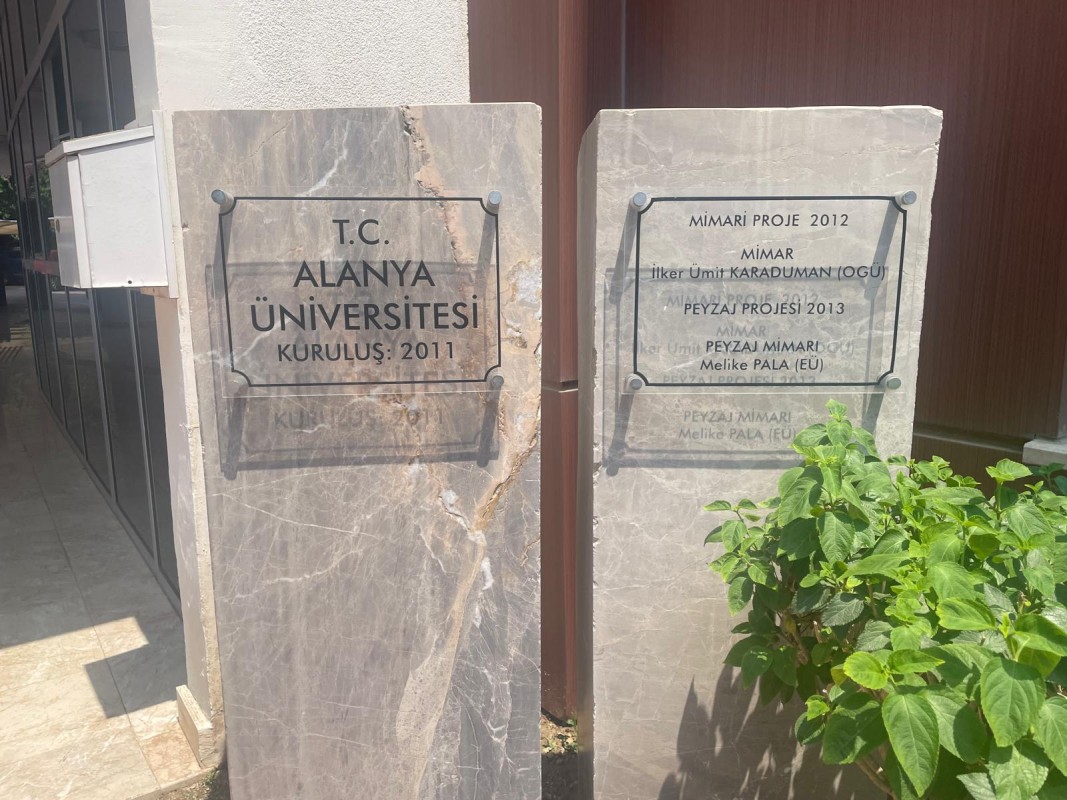 T.C.
ALANYA
ÜNİVERSİTESİ
KURULUŞ: 2011
MİMARİ PROJE 2012
MİMAR
İlker Ümit KARADUMAN (OGÜ)
PEYZAJ PROJESİ 2013
PEYZAJ MİMARI
Melike PALA (EÜ)